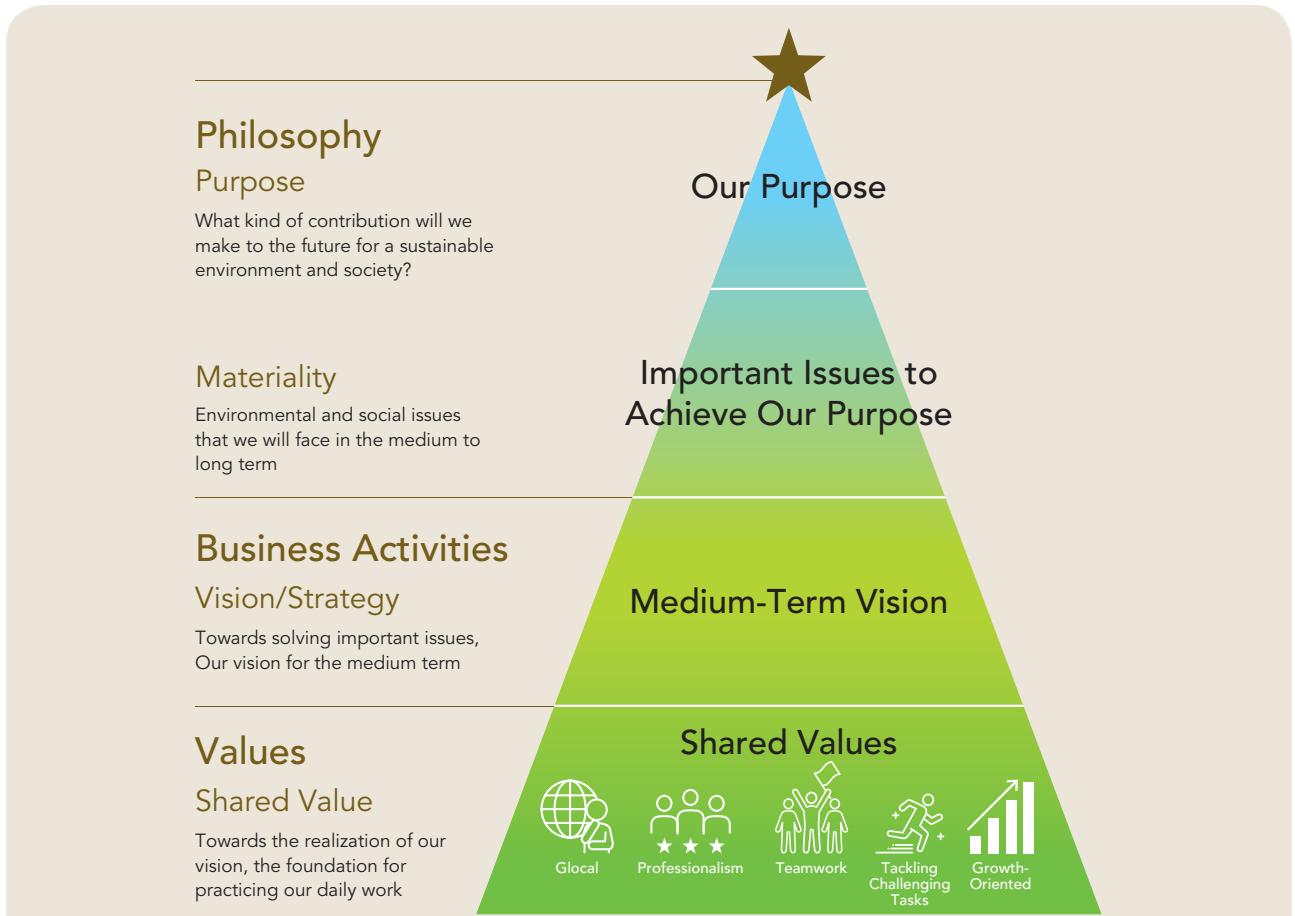 Philosophy
Purpose
What kind of contribution will we
make to the future for a sustainable
environment and society?
Our Purpose
Materiality
Environmental and social issues
that we will face in the medium to
long term
Important Issues to
Achieve Our Purpose
Business Activities
Vision/Strategy
Towards solving important issues,
Our vision for the medium term
Medium-Term Vision
Values
Shared Value
Towards the realization of our
vision, the foundation for
practicing our daily work
Shared Values
Glocal
Professionalism
Teamwork
Tackling
Challenging
Tasks
Growth-
Oriented